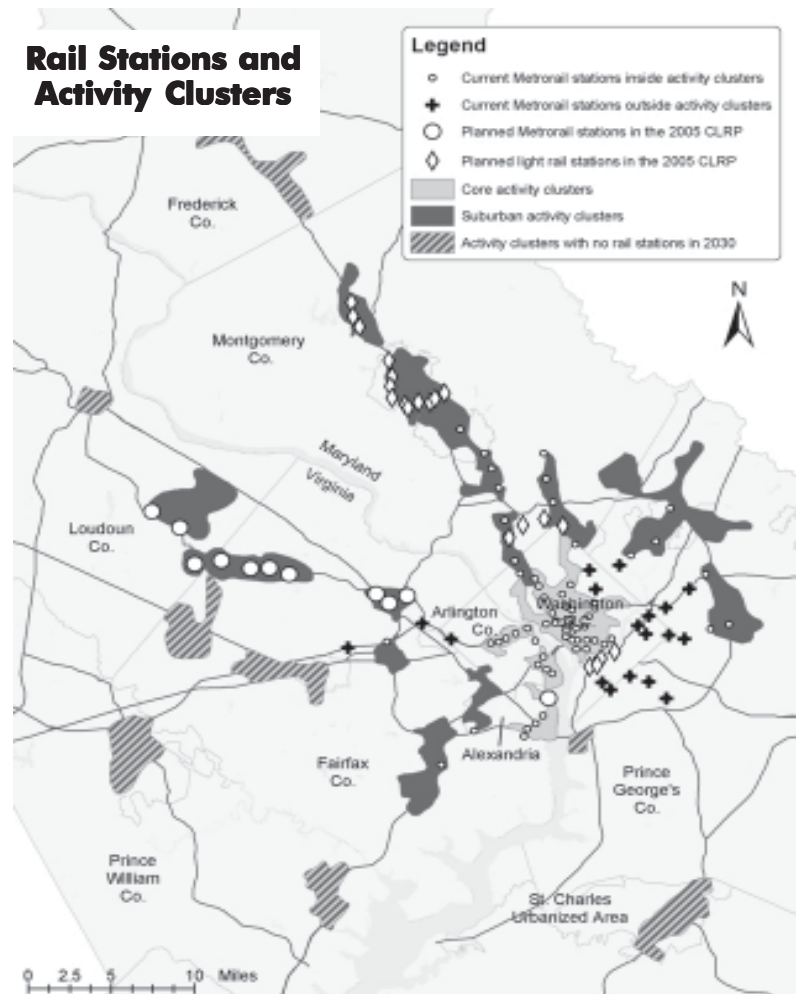 Rail Stations and
Activity Clusters
Legend
Current Metrorail stations inside activity clusters
Current Metrorail stations outside activity clusters
Planned Metrorail stations in the 2005 CLRP
Planned light rail stations in the 2005 CLRP
Core activity clusters
Suburban activity clusters
Activity clusters with no rail stations in 2030
N
Frederick
Co.
Montgomery
Co.
Maryland
Virginia
Loudoun
Co.
Arlington
Co.
Washington
Alexandria
Fairfax
Co.
Prince
George's
Co.
Prince
William
Co.
St. Charles
Urbanized Area
0 2.5 5 10 Miles